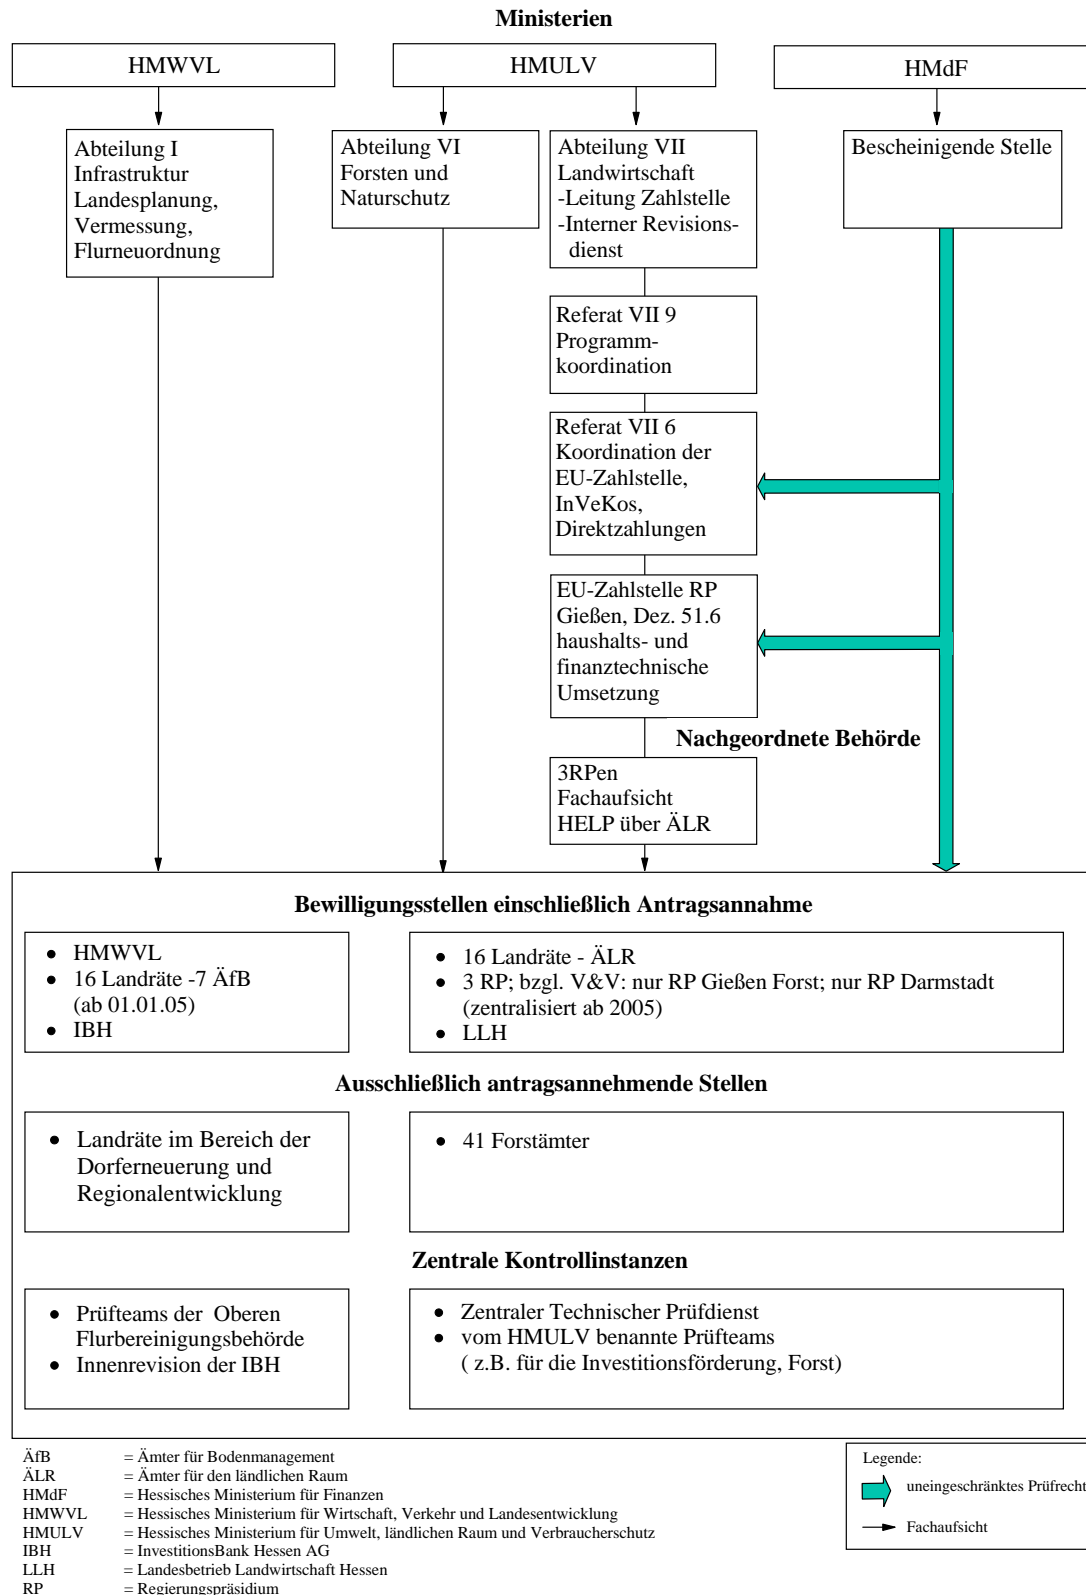 Ministerien
HMWVL
HMULV
HMdF
Abteilung I
Infrastruktur
Landesplanung,
Vermessung,
Flurneuordnung
Abteilung VI
Forsten und
Naturschutz
Abteilung VII
Landwirtschaft
-Leitung Zahlstelle
-Interner Revisions-
dienst
Bescheinigende Stelle
Referat VII 9
Programm-
koordination
Referat VII 6
Koordination der
EU-Zahlstelle,
InVeKos,
Direktzahlungen
EU-Zahlstelle RP
Gießen, Dez. 51.6
haushalts- und
finanztechnische
Umsetzung
Nachgeordnete Behörde
3RPen
Fachaufsicht
HELP über ÄLR
Bewilligungsstellen einschließlich Antragsannahme
• HMWVL
• 16 Landräte -7 ÄfB
(ab 01.01.05)
• IBH
• 16 Landräte - ÄLR
• 3 RP; bzgl. V&V: nur RP Gießen Forst; nur RP Darmstadt
(zentralisiert ab 2005)
• LLH
Ausschließlich antragsannehmende Stellen
• Landräte im Bereich der
Dorferneuerung und
Regionalentwicklung
• 41 Forstämter
Zentrale Kontrollinstanzen
• Prüfteams der Oberen
Flurbereinigungsbehörde
• Innenrevision der IBH
• Zentraler Technischer Prüfdienst
• vom HMULV benannte Prüfteams
( z.B. für die Investitionsförderung, Forst)
ÄfB = Ämter für Bodenmanagement
ÄLR = Ämter für den ländlichen Raum
HMdF = Hessisches Ministerium für Finanzen
HMWVL = Hessisches Ministerium für Wirtschaft, Verkehr und Landesentwicklung
HMULV = Hessisches Ministerium für Umwelt, ländlichen Raum und Verbraucherschutz
IBH = InvestitionsBank Hessen AG
LLH = Landesbetrieb Landwirtschaft Hessen
RP = Regierungspräsidium
Legende:
uneingeschränktes Prüfrecht
Fachaufsicht